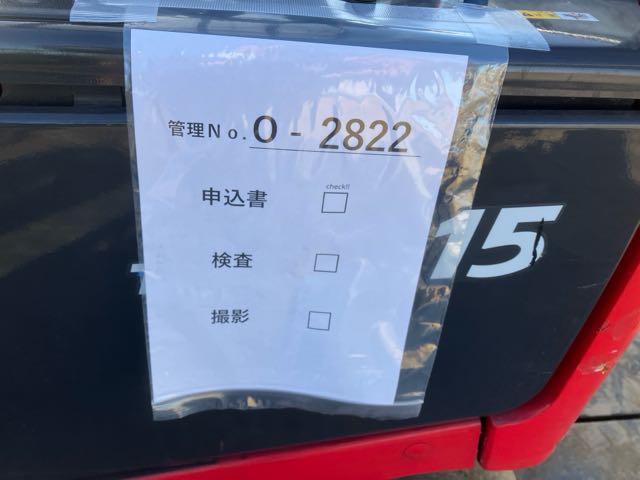 管理No. O - 2822
check!!
申込書 □
検査 □
撮影 □
15